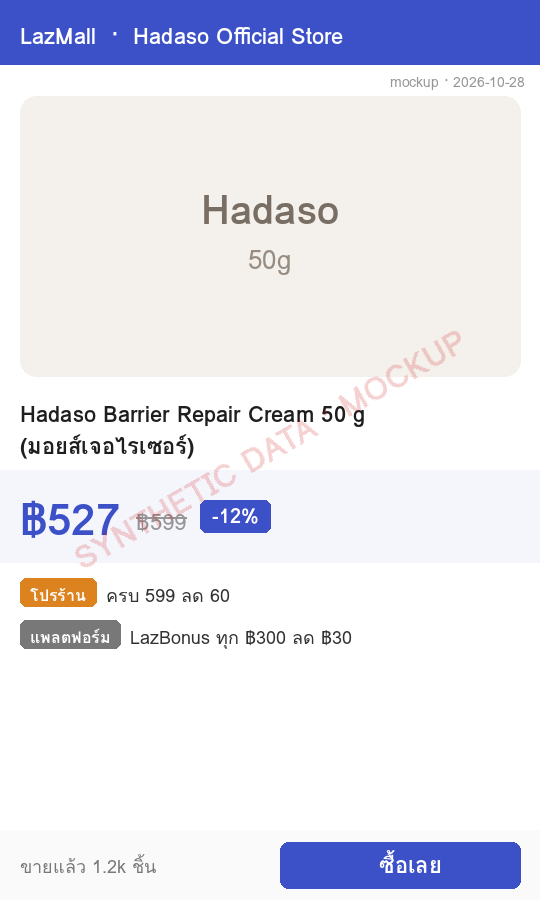 LazMall · Hadaso Official Store
mockup · 2026-10-28
Hadaso
50g
Hadaso Barrier Repair Cream 50 g
(มอยส์เจอไรเซอร์)
฿527 ฿599 -12%
โปรร้าน ครบ 599 ลด 60
แพลตฟอร์ม LazBonus ทุก ฿300 ลด ฿30
SYNTHETIC DATA · MOCKUP
ขายแล้ว 1.2k ชิ้น ซื้อเลย